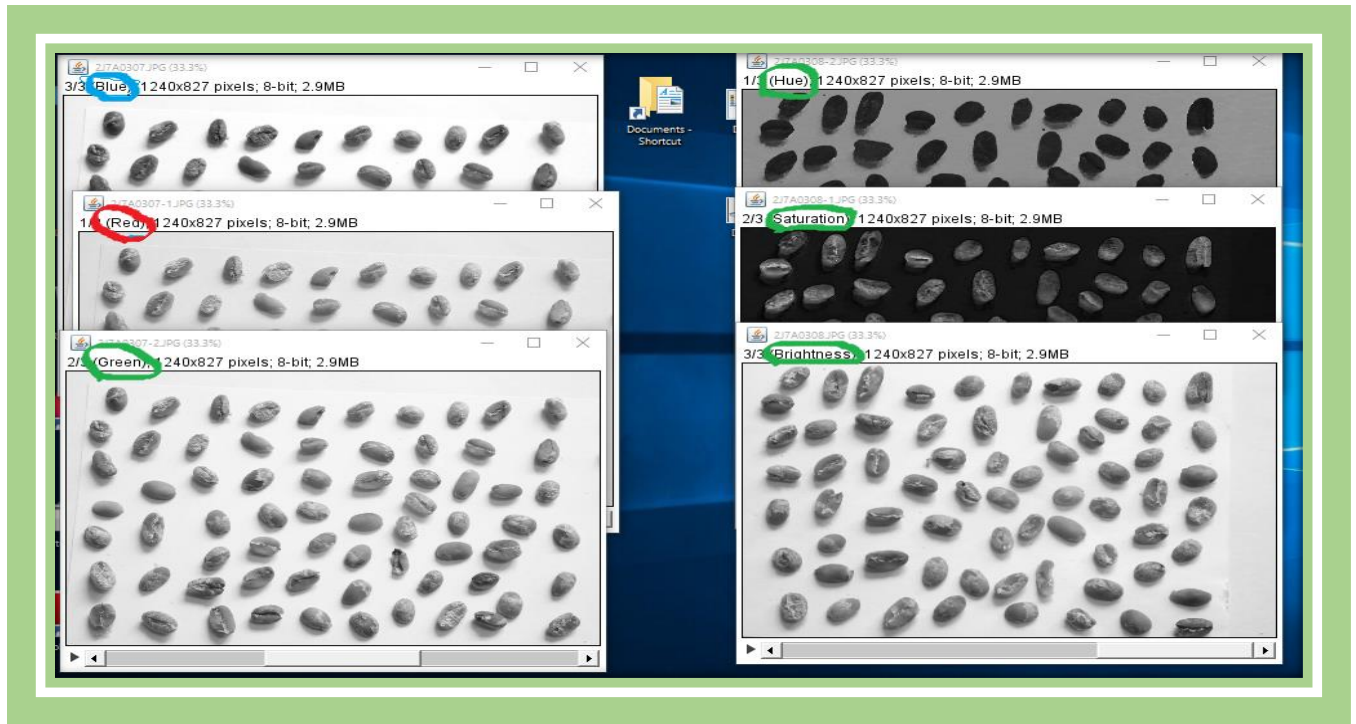 2J7A0307.JPG (33.3%)
3/3 (Blue); 1240x827 pixels; 8-bit; 2.9MB
2J7A0307-1.JPG (33.3%)
(Red); 1240x827 pixels; 8-bit; 2.9MB
2J7A0307-2.JPG (33.3%)
2/3 (Green); 1240x827 pixels; 8-bit; 2.9MB
Documents -
Shortcut
2J7A0308-2.JPG (33.3%)
1/3 (Hue); 1240x827 pixels; 8-bit; 2.9MB
2J7A0308-1.JPG (33.3%)
2/3 (Saturation); 1240x827 pixels; 8-bit; 2.9MB
2J7A0308.JPG (33.3%)
3/3 (Brightness); 1240x827 pixels; 8-bit; 2.9MB